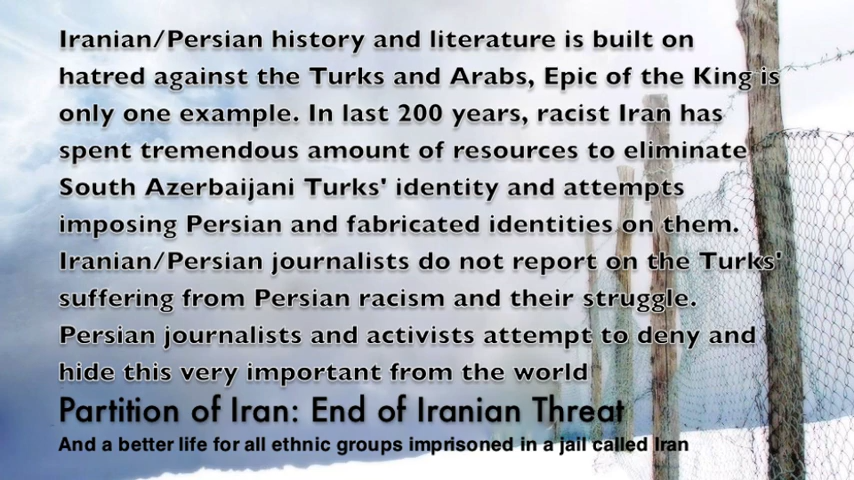 Iranian/Persian history and literature is built on
hatred against the Turks and Arabs, Epic of the King is
only one example. In last 200 years, racist Iran has
spent tremendous amount of resources to eliminate
South Azerbaijani Turks' identity and attempts
imposing Persian and fabricated identities on them.
Iranian/Persian journalists do not report on the Turks'
suffering from Persian racism and their struggle.
Persian journalists and activists attempt to deny and
hide this very important from the world
Partition of Iran: End of Iranian Threat
And a better life for all ethnic groups imprisoned in a jail called Iran